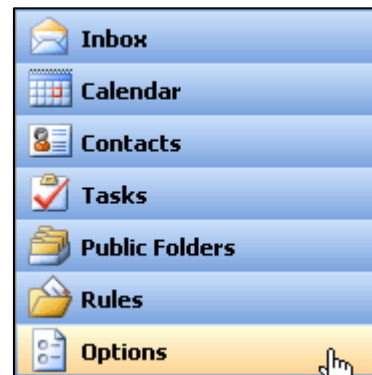 Inbox
Calendar
Contacts
Tasks
Public Folders
Rules
Options